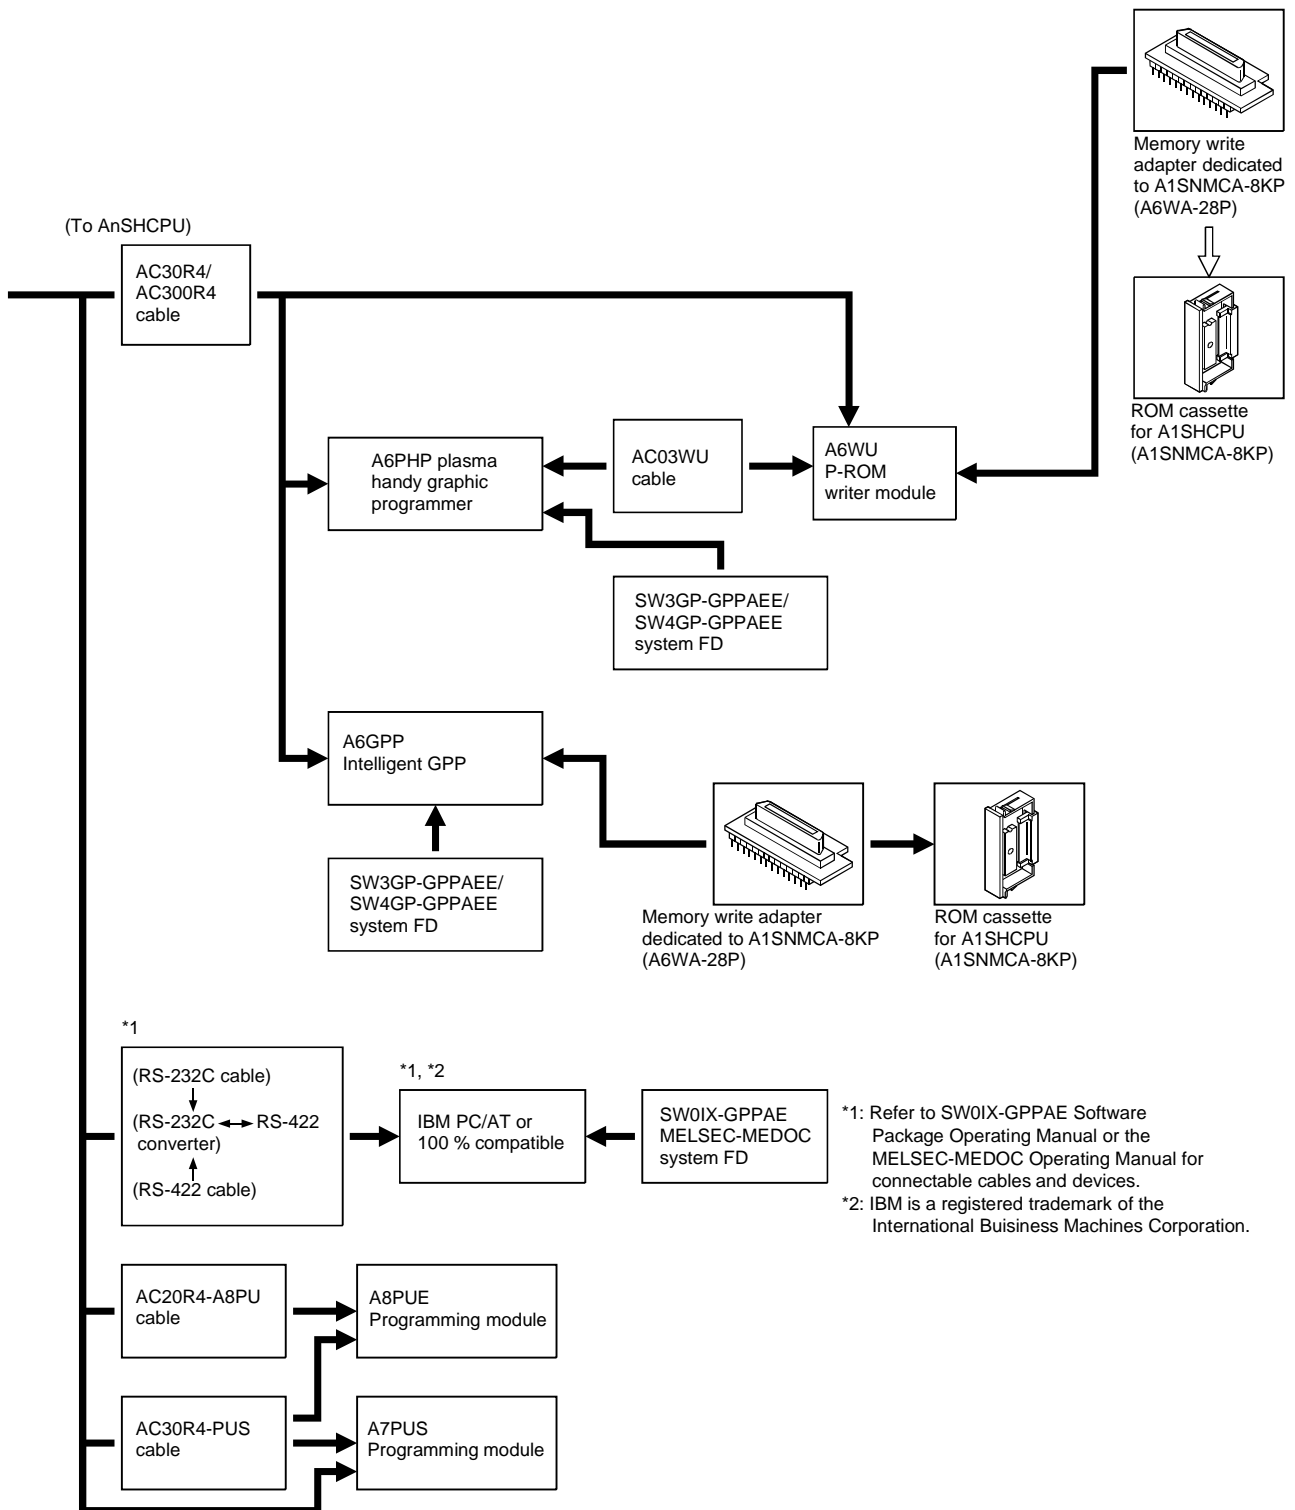 Memory write
adapter dedicated
to A1SNMCA-8KP
(A6WA-28P)
(To AnSHCPU)
AC30R4/
AC300R4
cable
ROM cassette
for A1SHCPU
(A1SNMCA-8KP)
A6PHP plasma
handy graphic
programmer
AC03WU
cable
A6WU
P-ROM
writer module
SW3GP-GPPAEE/
SW4GP-GPPAEE
system FD
A6GPP
Intelligent GPP
SW3GP-GPPAEE/
SW4GP-GPPAEE
system FD
Memory write adapter
dedicated to A1SNMCA-8KP
(A6WA-28P)
ROM cassette
for A1SHCPU
(A1SNMCA-8KP)
*1
(RS-232C cable)
(RS-232C RS-422
converter)
(RS-422 cable)
*1, *2
IBM PC/AT or
100 % compatible
SW0IX-GPPAE
MELSEC-MEDOC
system FD
*1: Refer to SW0IX-GPPAE Software
Package Operating Manual or the
MELSEC-MEDOC Operating Manual for
connectable cables and devices.
*2: IBM is a registered trademark of the
International Buisiness Machines Corporation.
AC20R4-A8PU
cable
A8PUE
Programming module
AC30R4-PUS
cable
A7PUS
Programming module